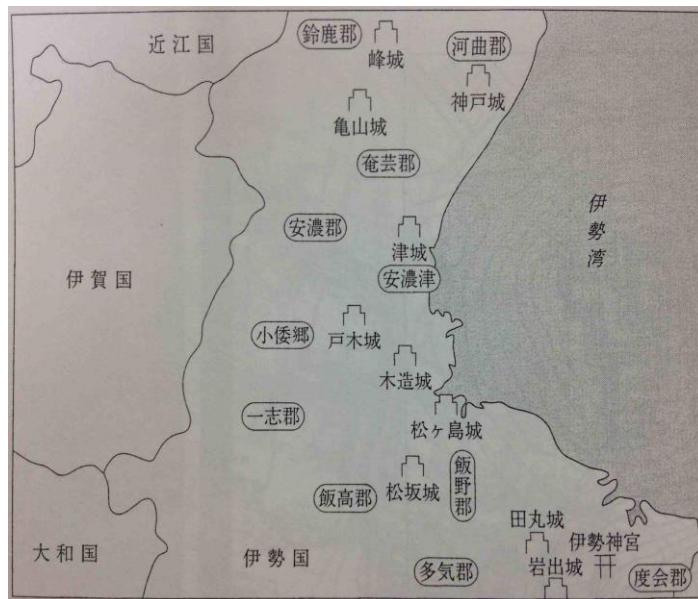 近江国
鈴鹿郡
峰城
河曲郡
神戸城
亀山城
奄芸郡
伊勢湾
安濃郡
津城
安濃津
伊賀国
小倭郷
戸木城
木造城
一志郡
松ヶ島城
飯野郡
飯高郡
松坂城
田丸城
大和国
伊勢国
多気郡
岩出城
伊勢神宮
度会郡